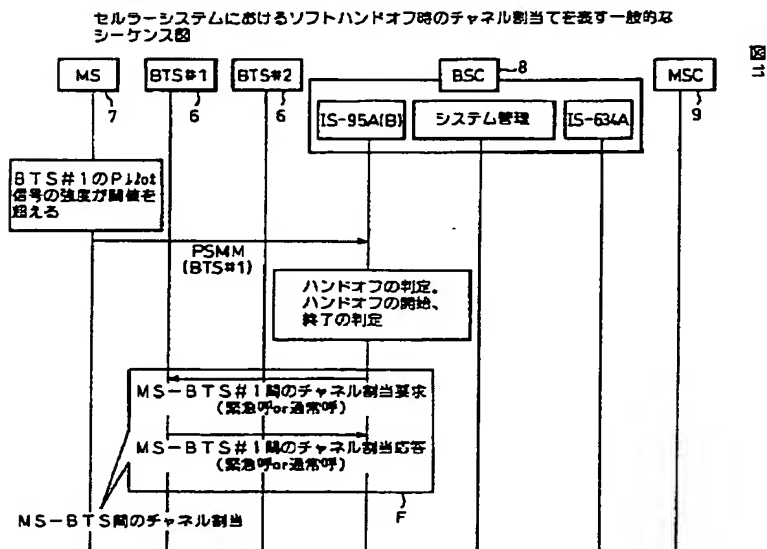 セルラーシステムにおけるソフトハンドオフ時のチャネル割当てを表す一般的な
シーケンス図
図11
MS
7
BTS#1
6
BTS#2
6
BSC
8
IS-95A(B)
システム管理
IS-634A
MSC
9
BTS#1のPilot
信号の強度が閾値を
超える
PSMM
(BTS#1)
ハンドオフの判定。
ハンドオフの開始、
終了の判定
MS-BTS#1間のチャネル割当要求
(緊急呼or通常呼)
MS-BTS#1間のチャネル割当応答
(緊急呼or通常呼)
F
MS-BTS間のチャネル割当